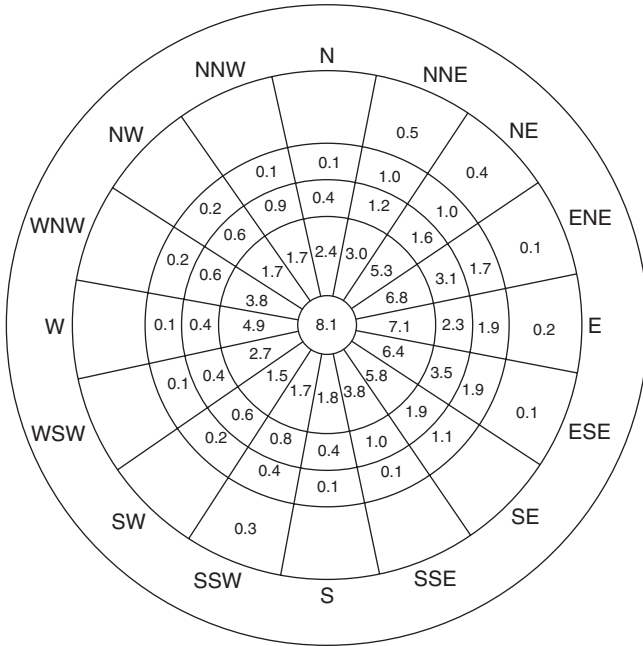 N
NNW NNE
NW NE
0.5
0.4
0.1 0.1 1.0
0.2 0.9 0.4 1.2 1.0
WNW ENE
0.6 1.6 0.1
0.2 1.7 2.4 3.0 1.7
0.6 1.7 5.3 3.1
3.8 6.8
W 0.1 0.4 4.9 8.1 7.1 2.3 1.9 0.2 E
2.7 6.4
0.1 0.4 1.5 5.8 3.5 1.9
1.7 1.8 3.8
0.6 1.9 0.1
WSW ESE
0.2 0.8 0.4 1.0 1.1
0.4 0.1 0.1
SW SE
0.3
SSW SSE
S